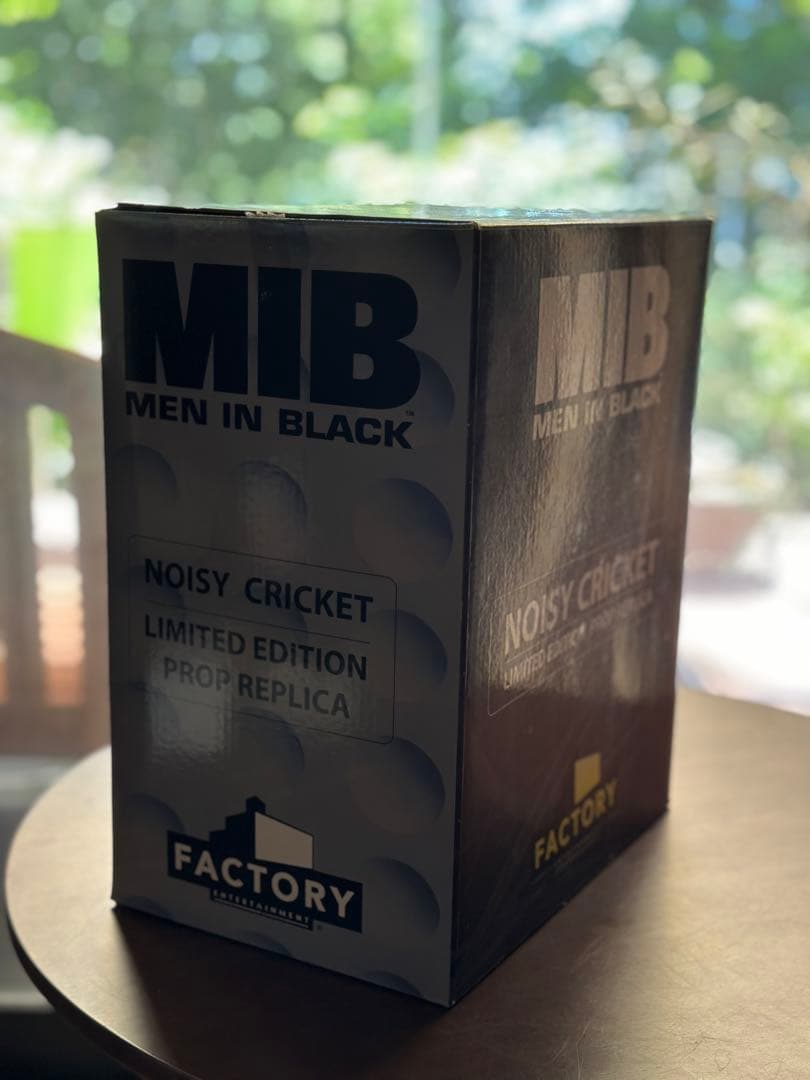 MIB
MEN IN BLACK™
NOISY CRICKET
LIMITED EDITION
PROP REPLICA
FACTORY
ENTERTAINMENT
MIB
MEN IN BLACK
NOISY CRICKET
LIMITED EDITION PROP REPLICA
FACTORY